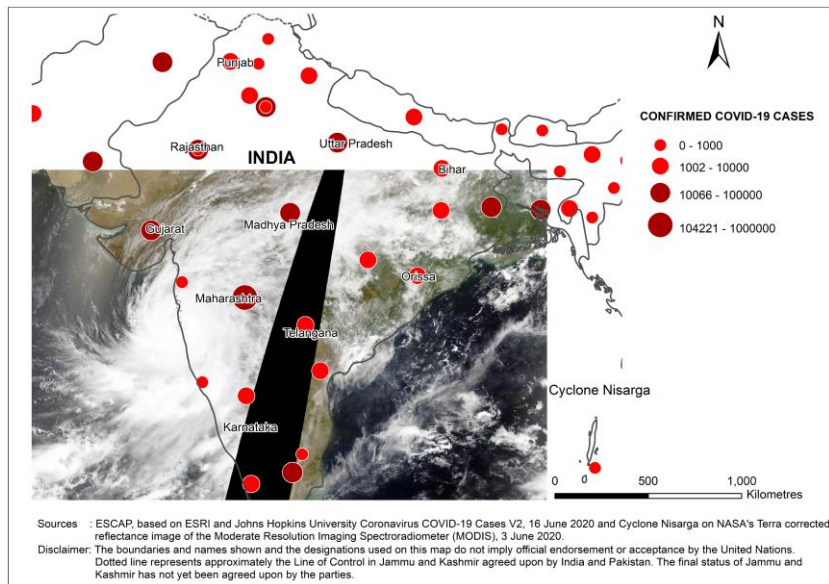 N
CONFIRMED COVID-19 CASES
0 - 1000
1002 - 10000
10066 - 100000
104221 - 1000000
Punjab
Rajasthan
INDIA
Uttar Pradesh
Bihar
Gujarat
Madhya Pradesh
Maharashtra
Orissa
Telangana
Karnataka
Cyclone Nisarga
0 500 1,000
Kilometres
Sources : ESCAP, based on ESRI and Johns Hopkins University Coronavirus COVID-19 Cases V2, 16 June 2020 and Cyclone Nisarga on NASA's Terra corrected
reflectance image of the Moderate Resolution Imaging Spectroradiometer (MODIS), 3 June 2020.
Disclaimer: The boundaries and names shown and the designations used on this map do not imply official endorsement or acceptance by the United Nations.
Dotted line represents approximately the Line of Control in Jammu and Kashmir agreed upon by India and Pakistan. The final status of Jammu and
Kashmir has not yet been agreed upon by the parties.